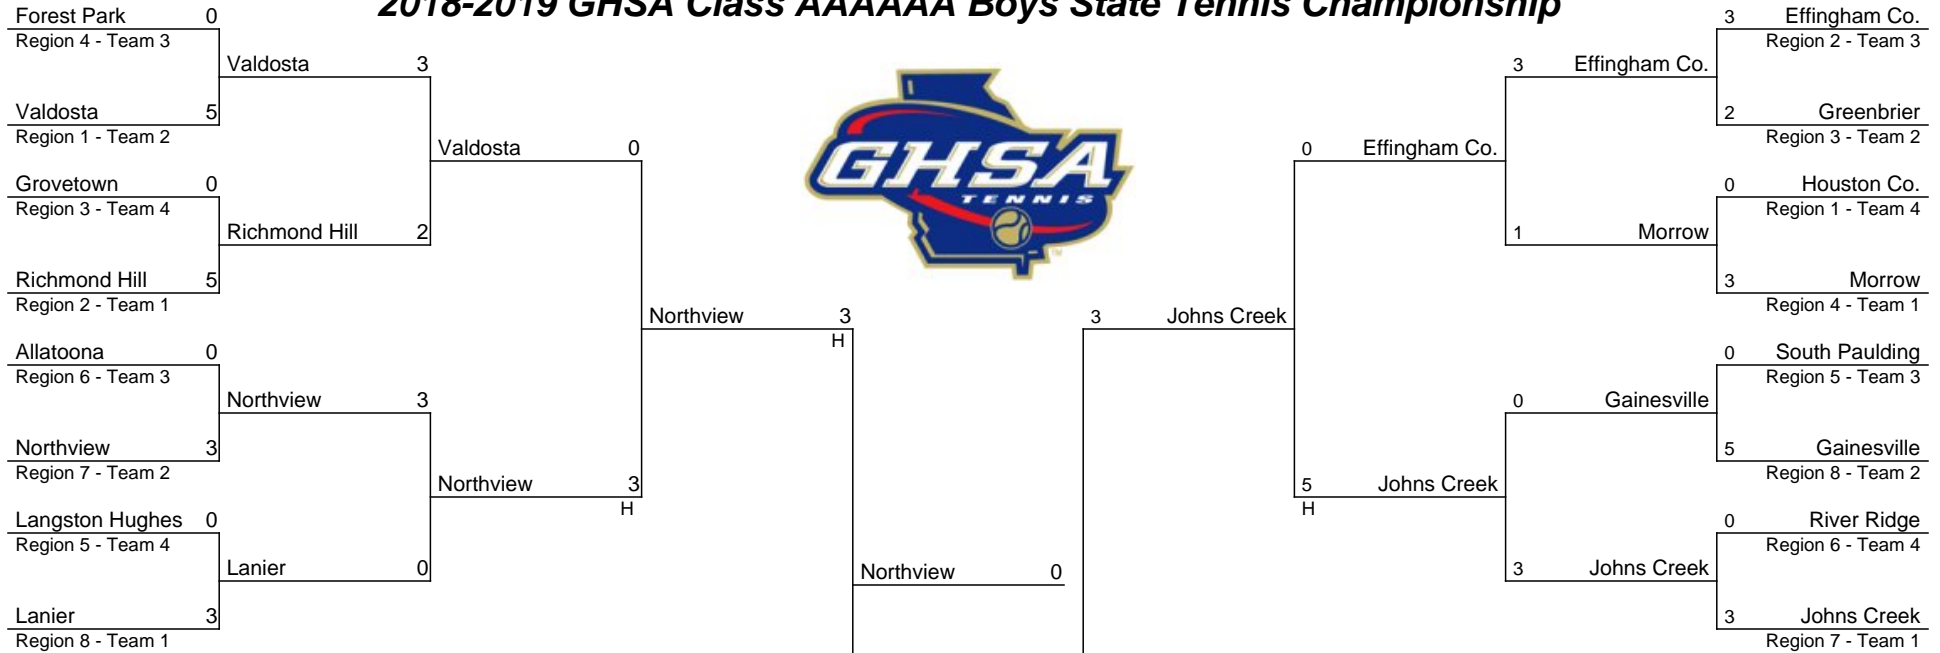 2018-2019 GHSA Class AAAAAA Boys State Tennis Championship
Forest Park 0
Region 4 - Team 3
Valdosta 3
Valdosta 5
Region 1 - Team 2
Valdosta 0
Grovetown 0
Region 3 - Team 4
Richmond Hill 2
Richmond Hill 5
Region 2 - Team 1
Northview 3
H
Allatoona 0
Region 6 - Team 3
Northview 3
Northview 3
Region 7 - Team 2
Northview 3
H
Langston Hughes 0
Region 5 - Team 4
Lanier 0
Lanier 3
Region 8 - Team 1
Northview 0
GHSA
TENNIS
TM
3 Effingham Co.
Region 2 - Team 3
3 Effingham Co.
2 Greenbrier
Region 3 - Team 2
0 Effingham Co.
0 Houston Co.
Region 1 - Team 4
1 Morrow
3 Morrow
Region 4 - Team 1
3 Johns Creek
0 South Paulding
Region 5 - Team 3
0 Gainesville
5 Gainesville
Region 8 - Team 2
5 Johns Creek
H
0 River Ridge
Region 6 - Team 4
3 Johns Creek
3 Johns Creek
Region 7 - Team 1